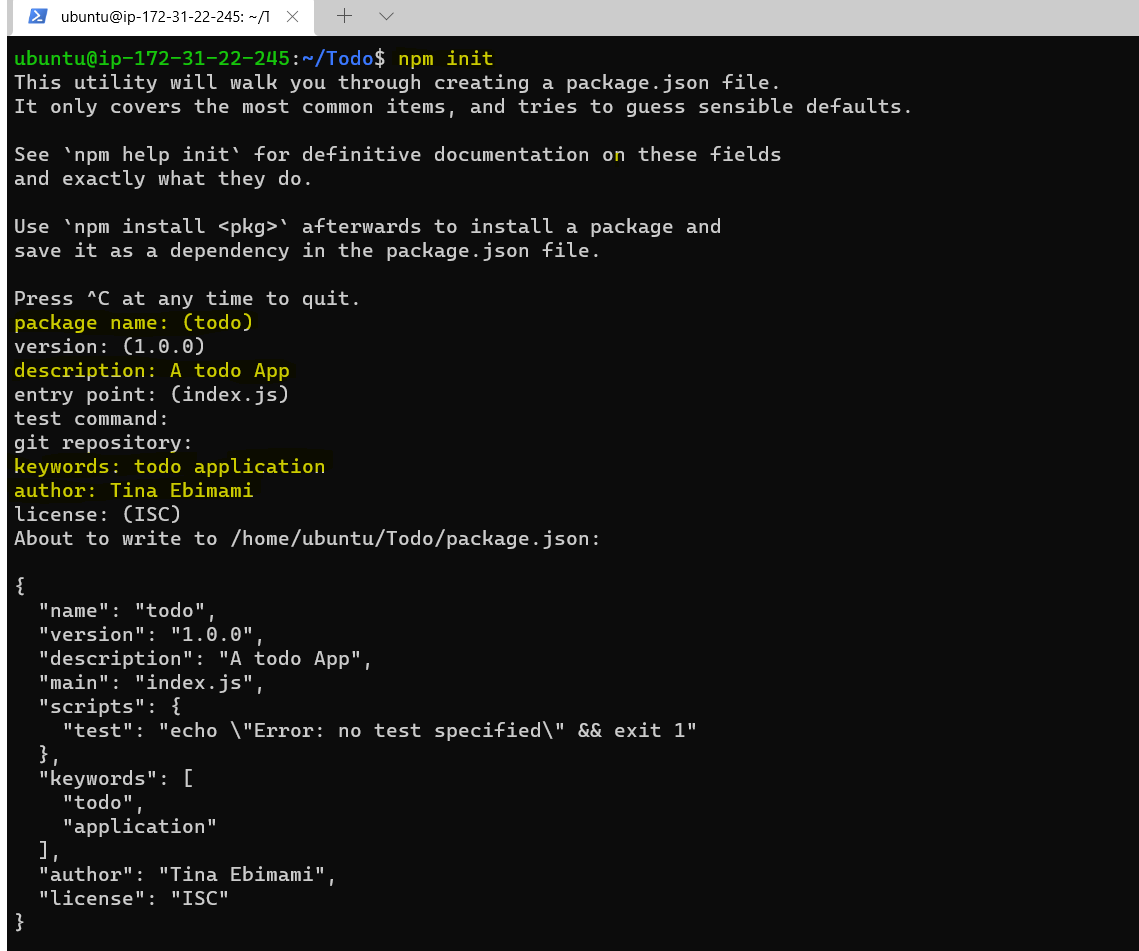 ubuntu@ip-172-31-22-245: ~/T
ubuntu@ip-172-31-22-245:~/Todo$ npm init
This utility will walk you through creating a package.json file.
It only covers the most common items, and tries to guess sensible defaults.
See `npm help init` for definitive documentation on these fields
and exactly what they do.
Use `npm install <pkg>` afterwards to install a package and
save it as a dependency in the package.json file.
Press ^C at any time to quit.
package name: (todo)
version: (1.0.0)
description: A todo App
entry point: (index.js)
test command:
git repository:
keywords: todo application
author: Tina Ebimami
license: (ISC)
About to write to /home/ubuntu/Todo/package.json:
{
  "name": "todo",
  "version": "1.0.0",
  "description": "A todo App",
  "main": "index.js",
  "scripts": {
    "test": "echo \"Error: no test specified\" && exit 1"
  },
  "keywords": [
    "todo",
    "application"
  ],
  "author": "Tina Ebimami",
  "license": "ISC"
}